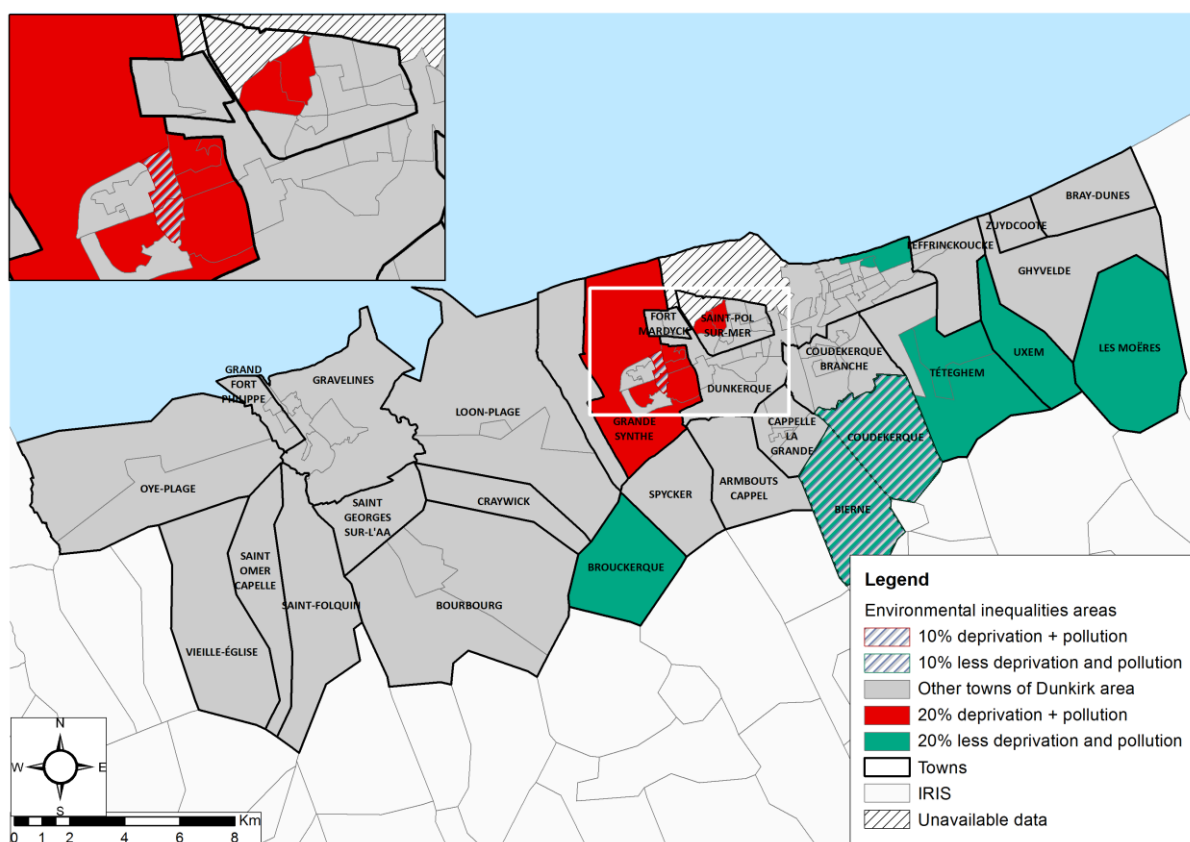 BRAY-DUNES
ZUYDCOOTE
LEFFRINCKOUCKE
GHYVELDE
FORT
MARDYCK
SAINT-POL
SUR-MER
COUDEKERQUE
BRANCHE
UXEM
LES MOËRES
GRAND
FORT
PHILIPPE
GRAVELINES
LOON-PLAGE
DUNKERQUE
TÉTEGHEM
GRANDE
SYNTHE
CAPPELLE
LA
GRANDE
COUDEKERQUE
OYE-PLAGE
SAINT
GEORGES
SUR-L'AA
CRAYWICK
SPYCKER
ARMBOUTS
CAPPEL
BIERNE
SAINT
OMER
CAPELLE
SAINT-FOLQUIN
BOURBOURG
BROUCKERQUE
VIEILLE-ÉGLISE
Legend
Environmental inequalities areas
10% deprivation + pollution
10% less deprivation and pollution
Other towns of Dunkirk area
20% deprivation + pollution
20% less deprivation and pollution
Towns
IRIS
Unavailable data
N
W E
S
Km
0 1 2 4 6 8